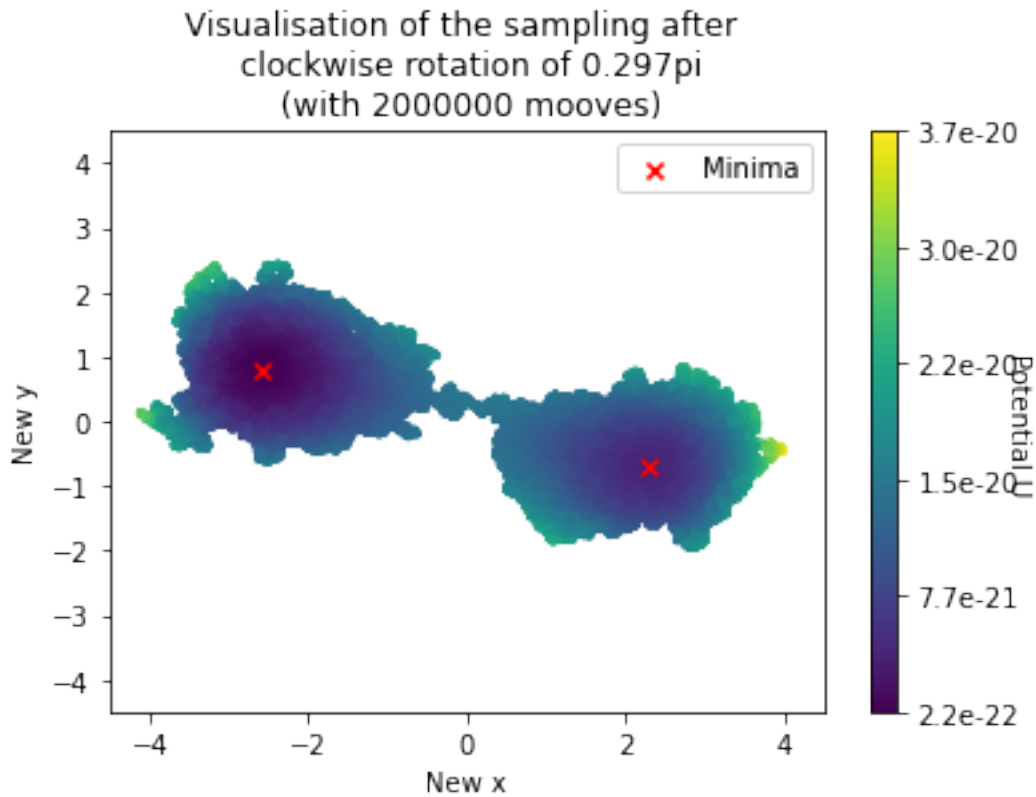 Visualisation of the sampling after
clockwise rotation of 0.297pi
(with 2000000 mooves)
Minima
4
3
2
1
0
−1
−2
−3
−4
New y
−4
−2
0
2
4
New x
3.7e-20
3.0e-20
2.2e-20
1.5e-20
7.7e-21
2.2e-22
Potential U